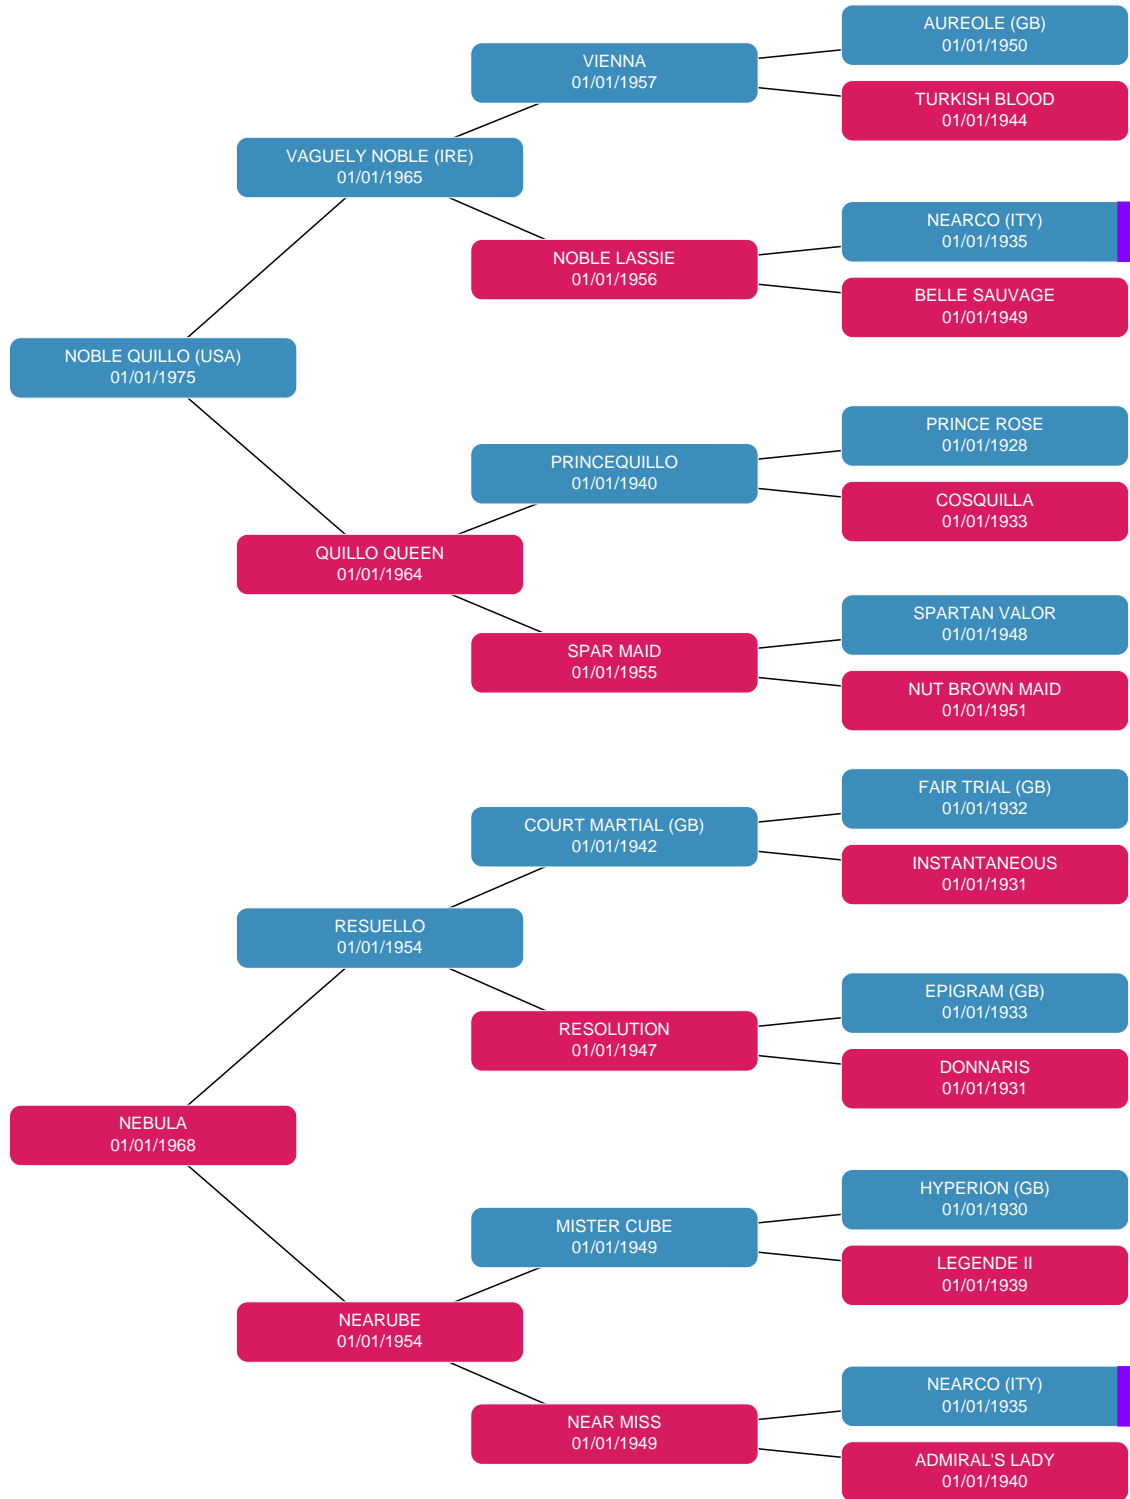 AUREOLE (GB)
01/01/1950
VIENNA
01/01/1957
TURKISH BLOOD
01/01/1944
VAGUELY NOBLE (IRE)
01/01/1965
NEARCO (ITY)
01/01/1935
NOBLE LASSIE
01/01/1956
BELLE SAUVAGE
01/01/1949
NOBLE QUILLO (USA)
01/01/1975
PRINCE ROSE
01/01/1928
PRINCEQUILLO
01/01/1940
COSQUILLA
01/01/1933
QUILLO QUEEN
01/01/1964
SPARTAN VALOR
01/01/1948
SPAR MAID
01/01/1955
NUT BROWN MAID
01/01/1951
FAIR TRIAL (GB)
01/01/1932
COURT MARTIAL (GB)
01/01/1942
INSTANTANEOUS
01/01/1931
RESUELLO
01/01/1954
EPIGRAM (GB)
01/01/1933
RESOLUTION
01/01/1947
DONNARIS
01/01/1931
NEBULA
01/01/1968
HYPERION (GB)
01/01/1930
MISTER CUBE
01/01/1949
LEGENDE II
01/01/1939
NEARUBE
01/01/1954
NEARCO (ITY)
01/01/1935
NEAR MISS
01/01/1949
ADMIRAL'S LADY
01/01/1940